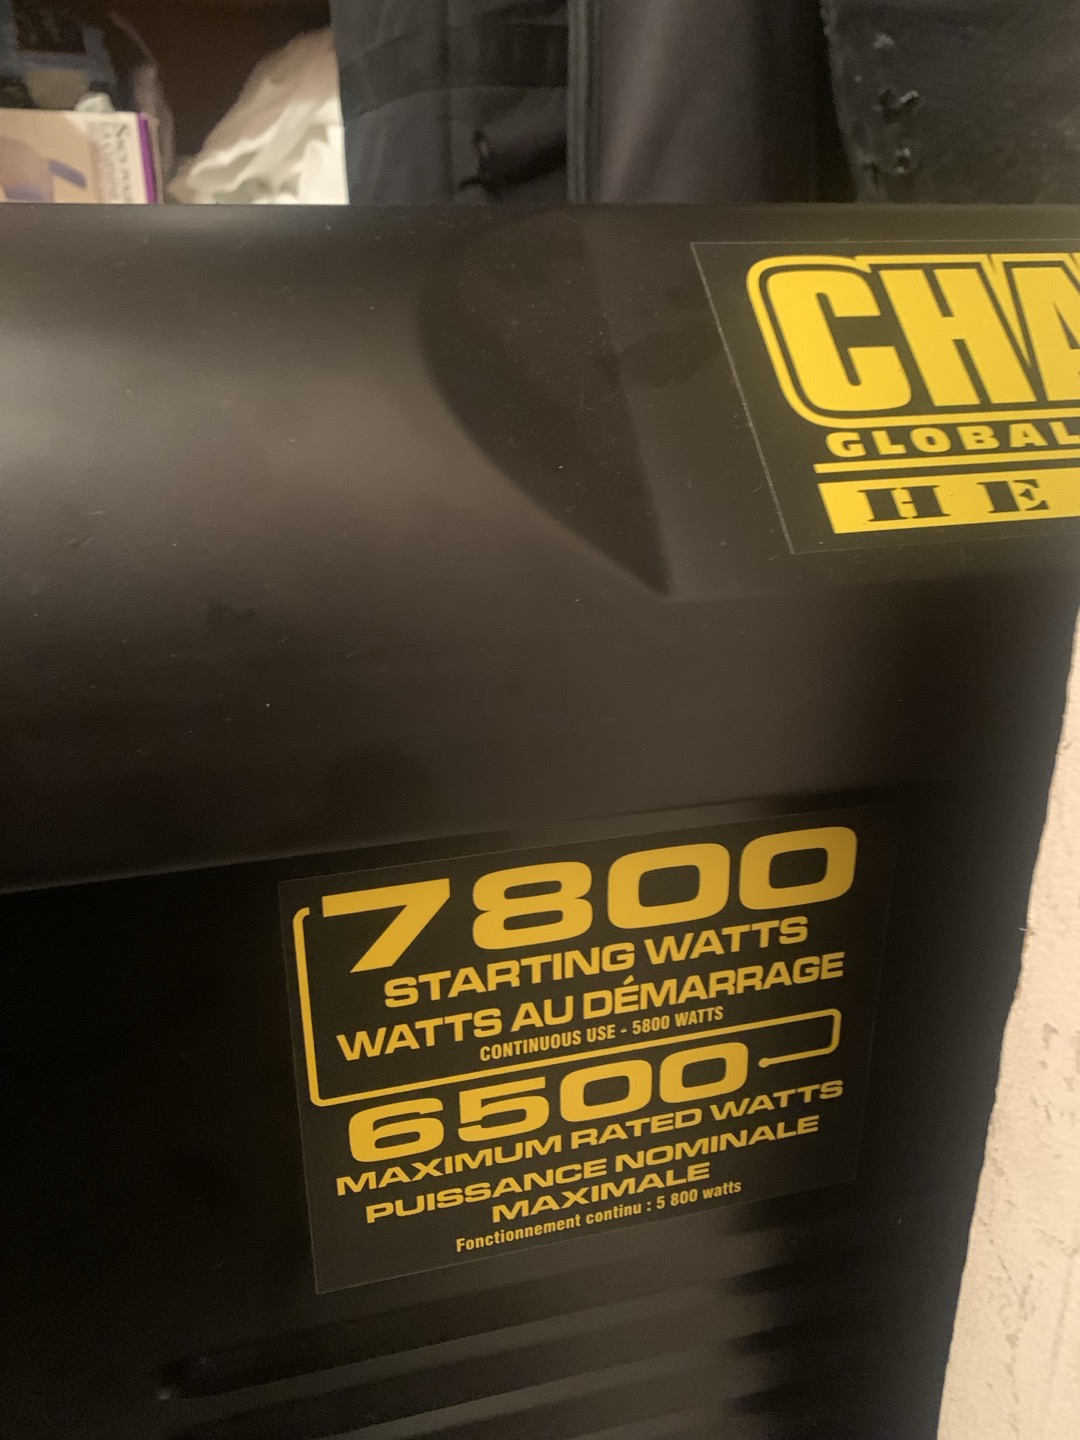 CHA
GLOBAL
HE
7800
STARTING WATTS
WATTS AU DÉMARRAGE
CONTINUOUS USE - 5800 WATTS
6500
MAXIMUM RATED WATTS
PUISSANCE NOMINALE
MAXIMALE
Fonctionnement continu : 5 800 watts